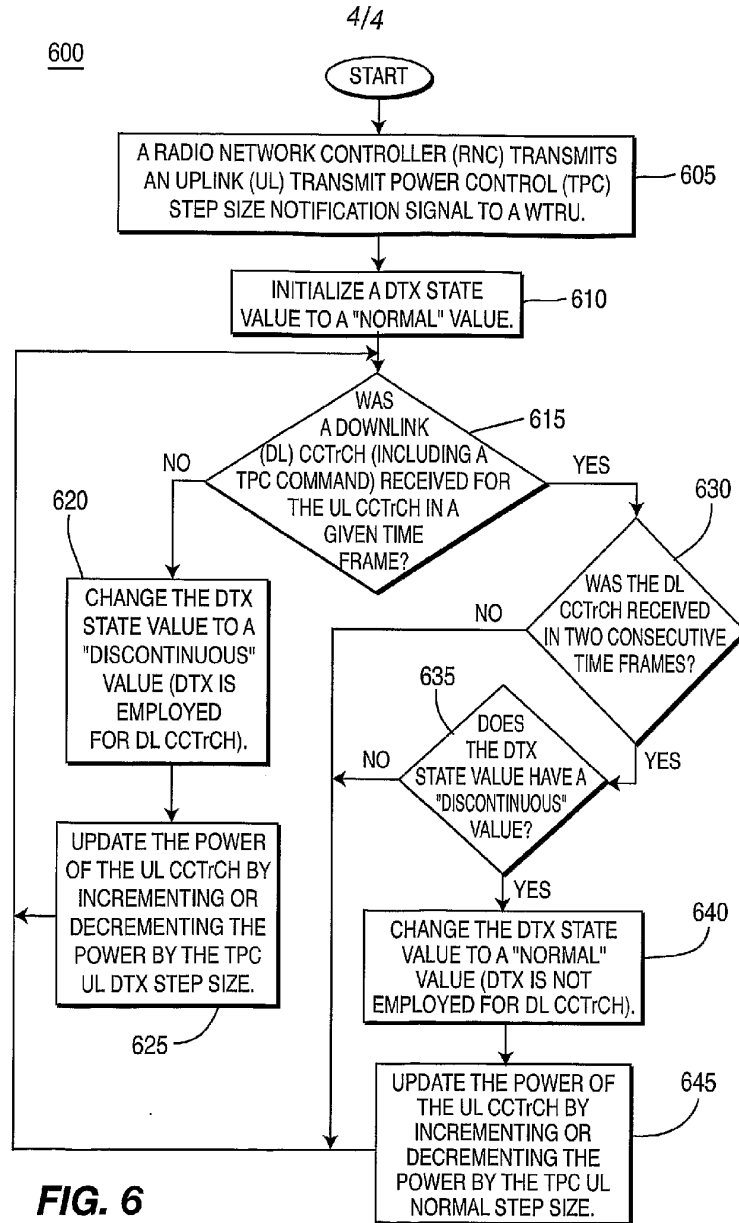 4/4
600
START
A RADIO NETWORK CONTROLLER (RNC) TRANSMITS
AN UPLINK (UL) TRANSMIT POWER CONTROL (TPC)
STEP SIZE NOTIFICATION SIGNAL TO A WTRU.
605
INITIALIZE A DTX STATE
VALUE TO A "NORMAL" VALUE.
610
WAS
A DOWNLINK
(DL) CCTrCH (INCLUDING A
TPC COMMAND) RECEIVED FOR
THE UL CCTrCH IN A
GIVEN TIME
FRAME?
615
NO
YES
620
CHANGE THE DTX
STATE VALUE TO A
"DISCONTINUOUS"
VALUE (DTX IS
EMPLOYED
FOR DL CCTrCH).
630
WAS THE DL
CCTrCH RECEIVED
IN TWO CONSECUTIVE
TIME FRAMES?
NO
YES
635
DOES
THE DTX
STATE VALUE HAVE A
"DISCONTINUOUS"
VALUE?
NO
YES
UPDATE THE POWER
OF THE UL CCTrCH BY
INCREMENTING OR
DECREMENTING THE
POWER BY THE TPC
UL DTX STEP SIZE.
625
CHANGE THE DTX STATE
VALUE TO A "NORMAL"
VALUE (DTX IS NOT
EMPLOYED FOR DL CCTrCH).
640
UPDATE THE POWER OF
THE UL CCTrCH BY
INCREMENTING OR
DECREMENTING THE
POWER BY THE TPC UL
NORMAL STEP SIZE.
645
FIG. 6